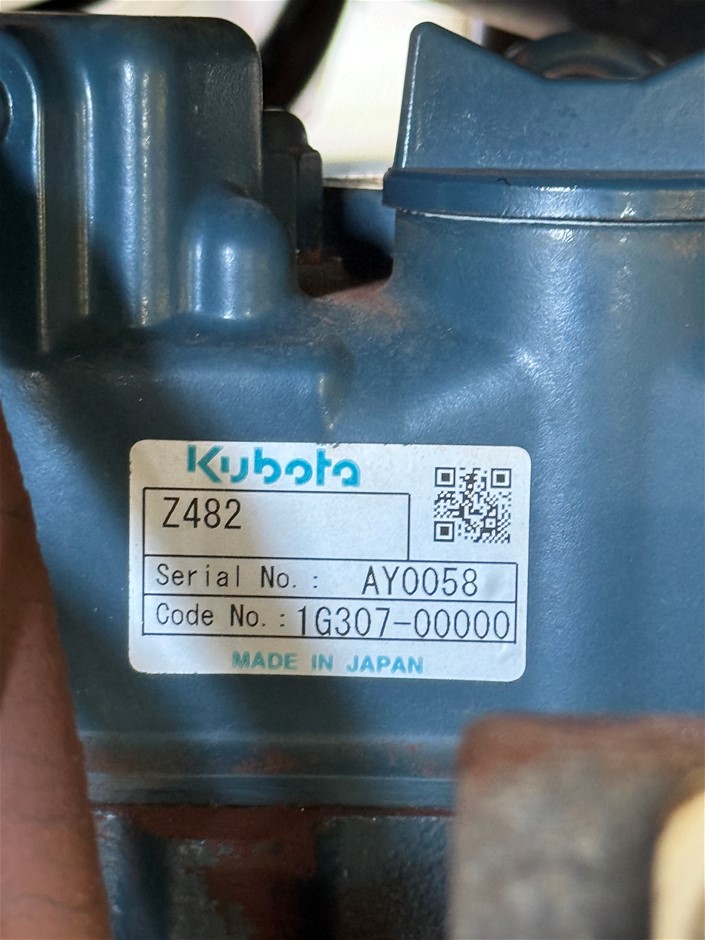 Kubota
Z482
Serial No.: AY0058
Code No.: 1G307-00000
MADE IN JAPAN